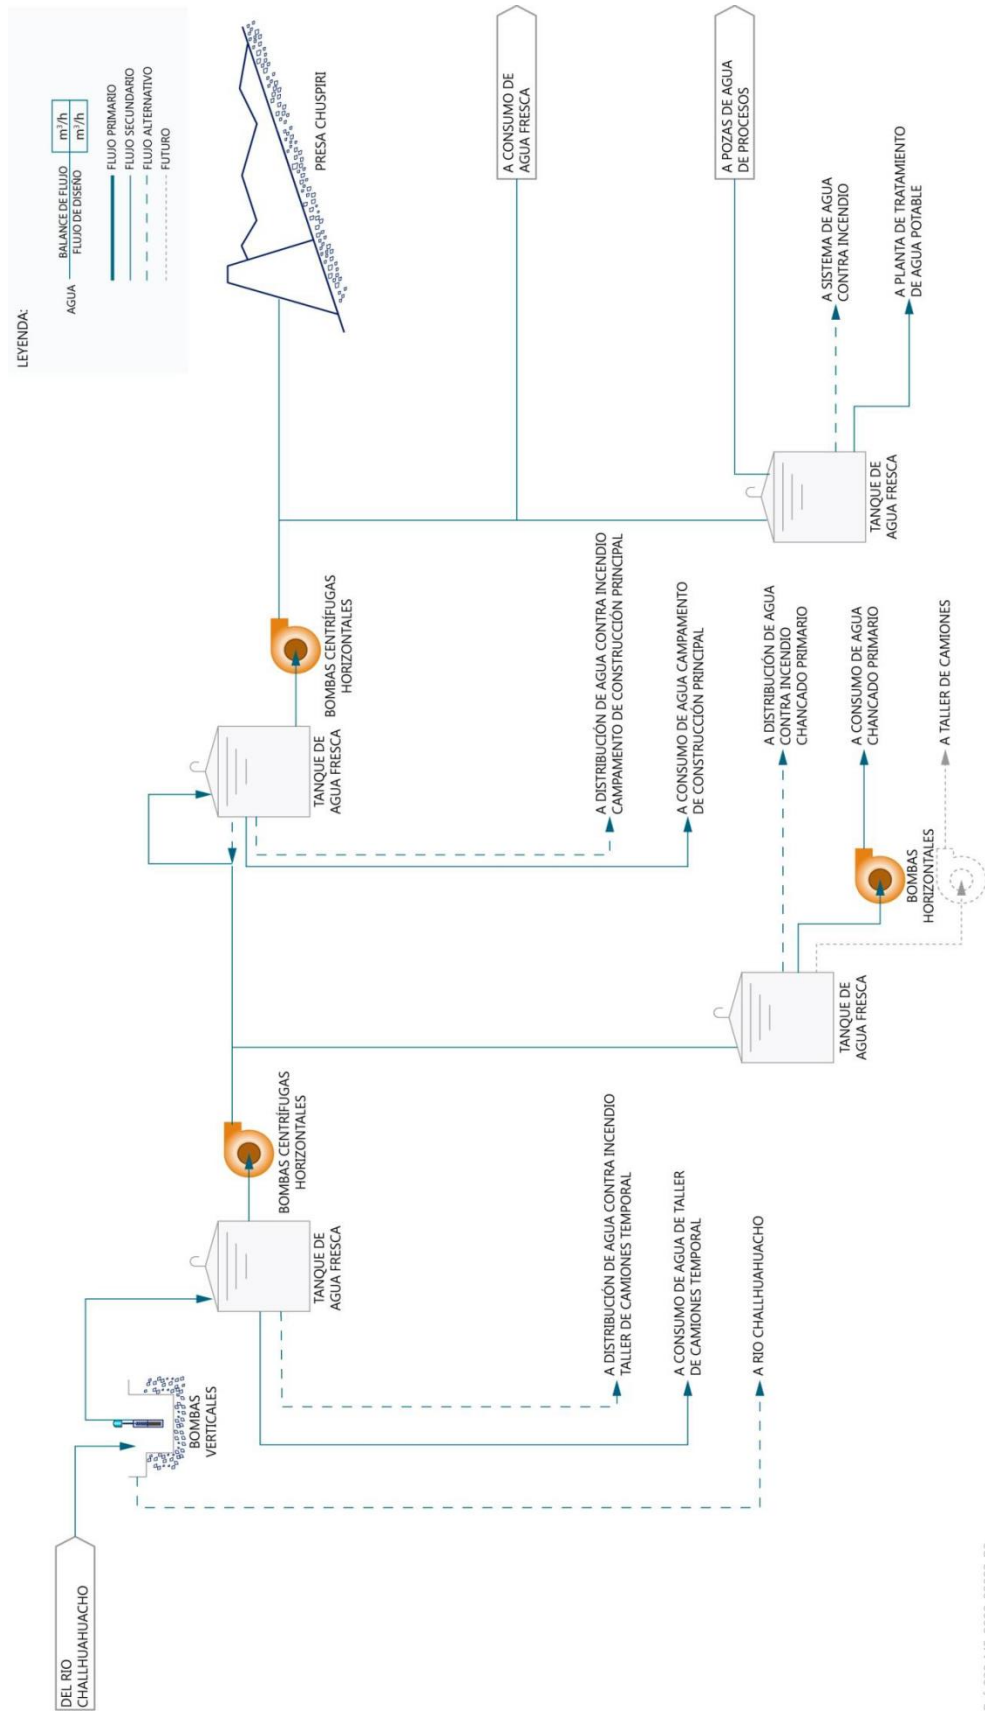 LEYENDA:
AGUA
BALANCE DE FLUJO
FLUJO DE DISEÑO
m³/h
m³/h
FLUJO PRIMARIO
FLUJO SECUNDARIO
FLUJO ALTERNATIVO
FUTURO
DEL RIO
CHALLHUAHUACHO
BOMBAS
VERTICALES
TANQUE DE
AGUA FRESCA
BOMBAS CENTRÍFUGAS
HORIZONTALES
TANQUE DE
AGUA FRESCA
BOMBAS CENTRÍFUGAS
HORIZONTALES
PRESA CHUSPIRI
A DISTRIBUCIÓN DE AGUA CONTRA INCENDIO
TALLER DE CAMIONES TEMPORAL
A CONSUMO DE AGUA DE TALLER
DE CAMIONES TEMPORAL
A RIO CHALLHUAHUACHO
A DISTRIBUCIÓN DE AGUA CONTRA INCENDIO
CAMPAMENTO DE CONSTRUCCIÓN PRINCIPAL
A CONSUMO DE AGUA CAMPAMENTO
DE CONSTRUCCIÓN PRINCIPAL
A CONSUMO DE
AGUA FRESCA
A POZAS DE AGUA
DE PROCESOS
TANQUE DE
AGUA FRESCA
A DISTRIBUCIÓN DE AGUA
CONTRA INCENDIO
CHANCADO PRIMARIO
A CONSUMO DE AGUA
CHANCADO PRIMARIO
BOMBAS
HORIZONTALES
A TALLER DE CAMIONES
TANQUE DE
AGUA FRESCA
A SISTEMA DE AGUA
CONTRA INCENDIO
A PLANTA DE TRATAMIENTO
DE AGUA POTABLE